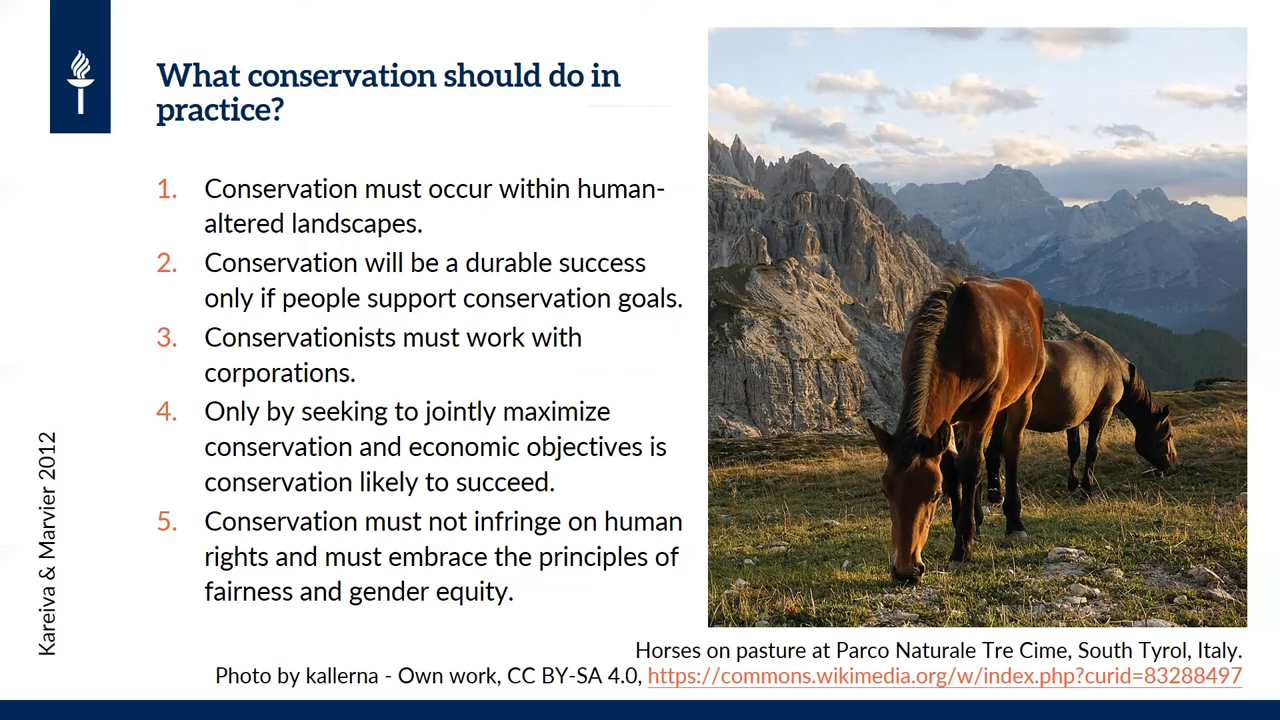 What conservation should do in
practice?
1. Conservation must occur within human-
altered landscapes.
2. Conservation will be a durable success
only if people support conservation goals.
3. Conservationists must work with
corporations.
4. Only by seeking to jointly maximize
conservation and economic objectives is
conservation likely to succeed.
5. Conservation must not infringe on human
rights and must embrace the principles of
fairness and gender equity.
Kareiva & Marvier 2012
Horses on pasture at Parco Naturale Tre Cime, South Tyrol, Italy.
Photo by kallerna - Own work, CC BY-SA 4.0, https://commons.wikimedia.org/w/index.php?curid=83288497